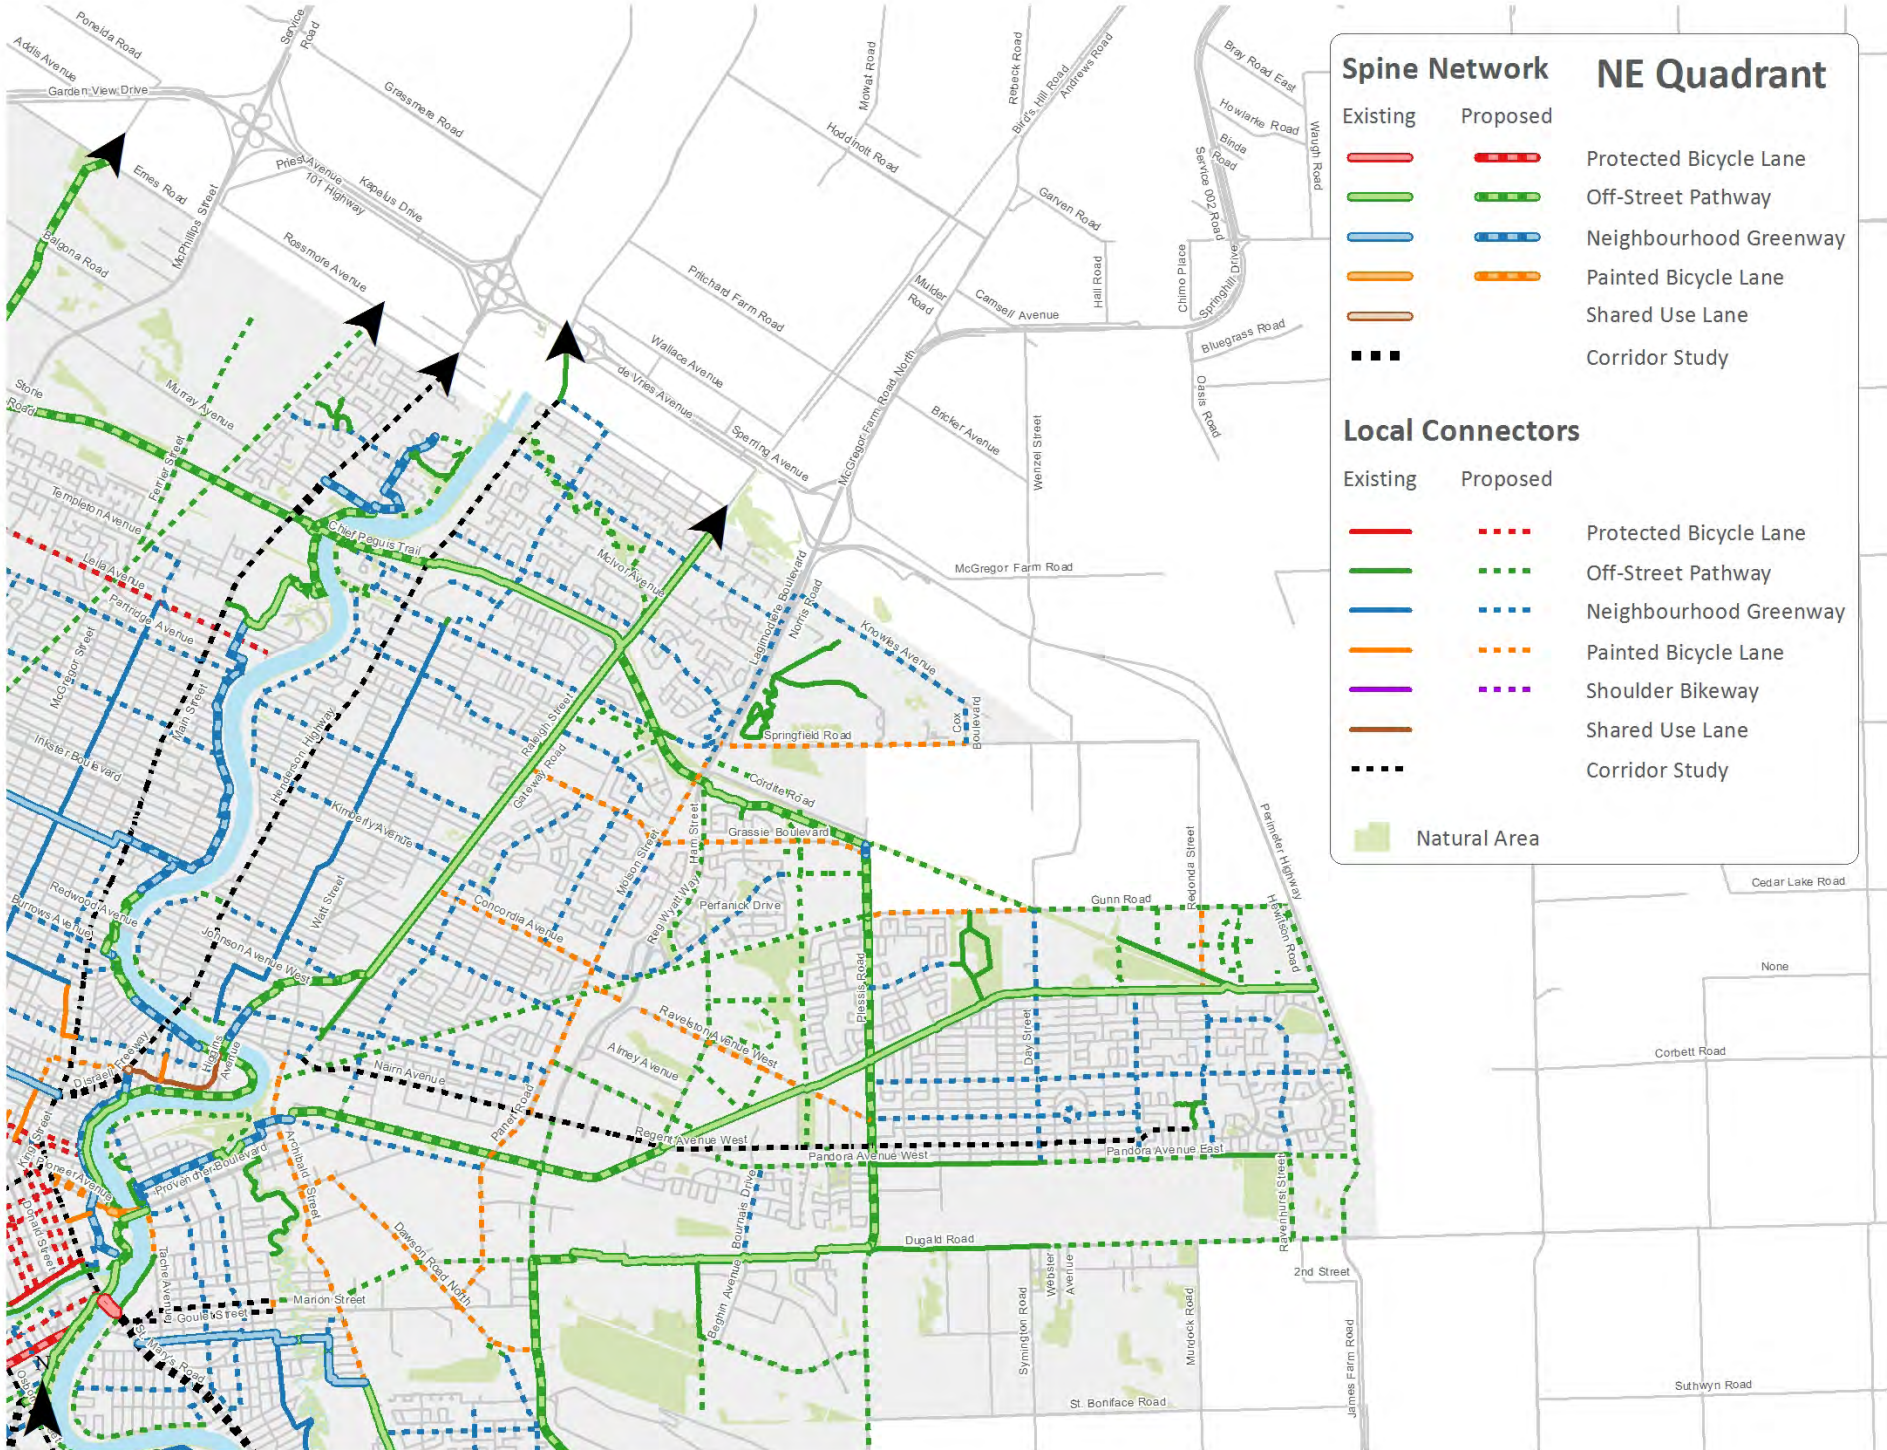 Spine Network
NE Quadrant
Existing
Proposed
Protected Bicycle Lane
Off-Street Pathway
Neighbourhood Greenway
Painted Bicycle Lane
Shared Use Lane
Corridor Study
Local Connectors
Existing
Proposed
Protected Bicycle Lane
Off-Street Pathway
Neighbourhood Greenway
Painted Bicycle Lane
Shoulder Bikeway
Shared Use Lane
Corridor Study
Natural Area
Poneida Road
Addis Avenue
Garden View Drive
Service
Road
Grassmere Road
Mowat Road
Rebeck Road
Bird's Hill Road
Andrews Road
Bray Road East
Howlarke Road
Binda
Road
Waugh Road
Service 002 Road
Hoddinott Road
Priest Avenue
101 Highway
Kapelus Drive
Emes Road
McPhillips Street
Balgona Road
Rossmore Avenue
Garven Road
Hall Road
Chimo Place
Springhill Drive
Pritchard Farm Road
Mulder
Road
Camsell Avenue
Bluegrass Road
Oasis Road
Wallace Avenue
de Vries Avenue
McGregor Farm Road North
Storie
Road
Murray Avenue
Bricker Avenue
Wenzel Street
Sperring Avenue
Ferrier Street
Templeton Avenue
Chief Peguis Trail
McIvor Avenue
McGregor Farm Road
Leila Avenue
Partridge Avenue
Lagimodiere Boulevard
Norris Road
Knowles Avenue
McGregor Street
Main Street
Cox
Boulevard
Springfield Road
Inkster Boulevard
Henderson Highway
Raleigh Street
Gateway Road
Cordite Road
Kimberly Avenue
Grassie Boulevard
Ham Street
Molson Street
Perimeter Highway
Redonda Street
Redwood Avenue
Burrows Avenue
Watt Street
Concordia Avenue
Reg Wyatt Way
Perfanick Drive
Gunn Road
Hewitson Road
Cedar Lake Road
Johnson Avenue West
Plessis Road
None
Ravelston Avenue West
Almey Avenue
Day Street
Corbett Road
Disraeli Freeway
Higgins
Avenue
Nairn Avenue
Panet Road
Regent Avenue West
Pandora Avenue West
Pandora Avenue East
King Street
Pioneer Avenue
Provencher Boulevard
Archibald Street
Donald Street
Bournais Drive
Ravenhurst Street
Dugald Road
Dawson Road North
Tache Avenue
Beghin Avenue
Webster
Avenue
2nd Street
Marion Street
Goulet Street
St. Mary's Road
Symington Road
Murdock Road
James Farm Road
Suthwyn Road
St. Boniface Road